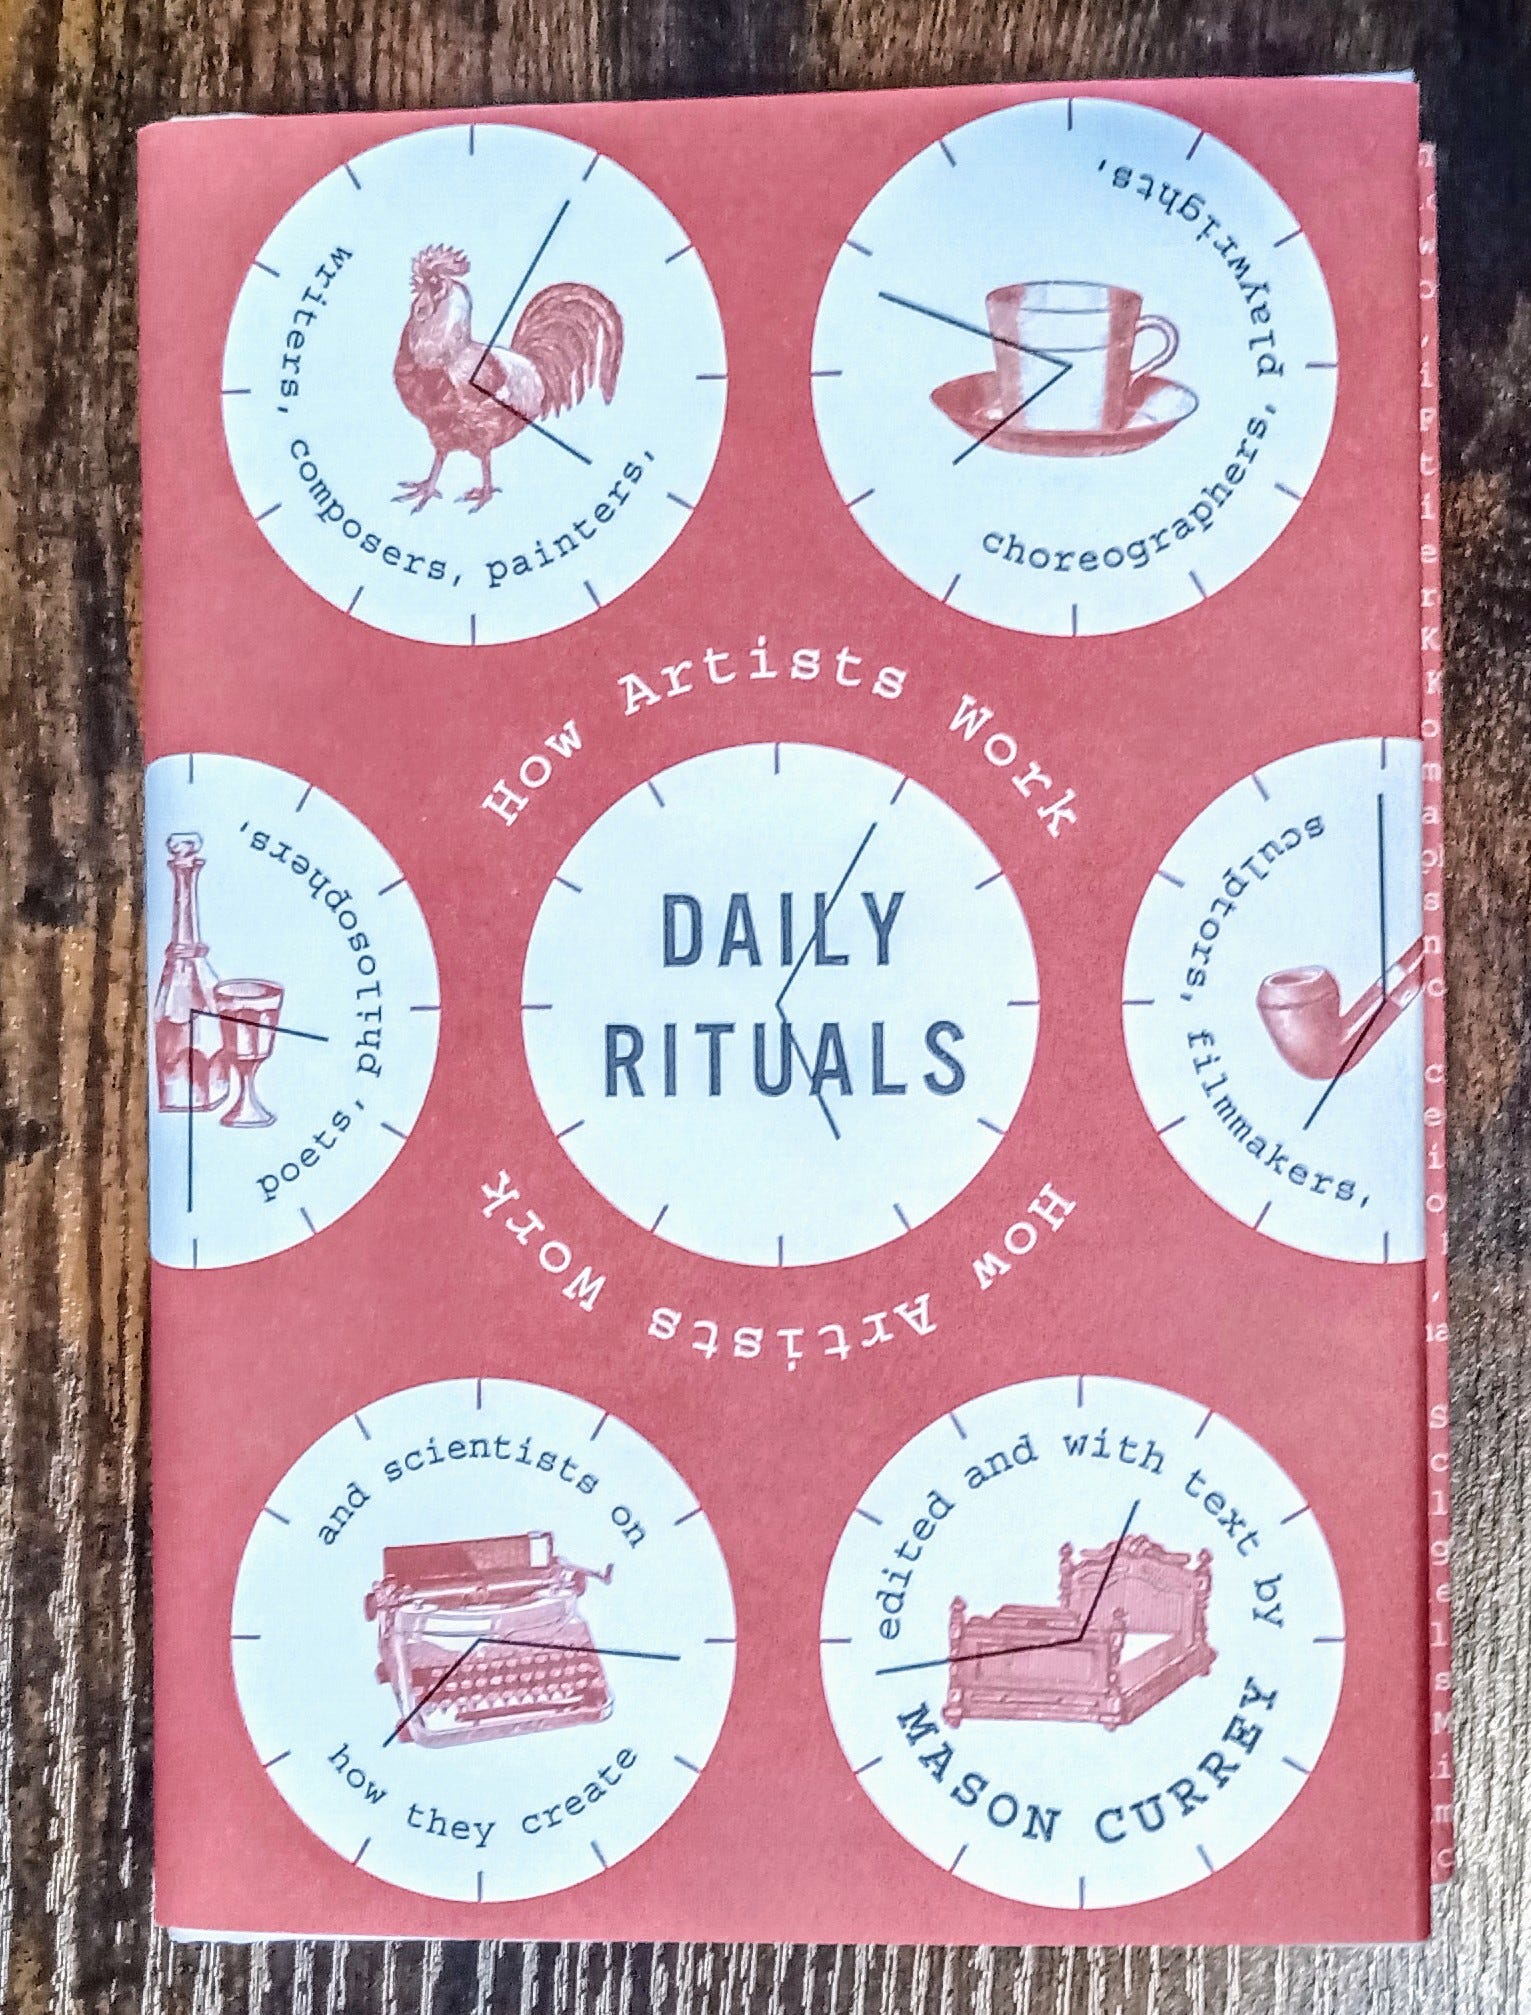 writers, composers, painters,
choreographers, playwrights,
How Artists Work
poets, philosophers,
DAILY
RITUALS
sculptors, filmmakers,
How Artists Work
and scientists on
how they create
edited and with text by
MASON CURREY